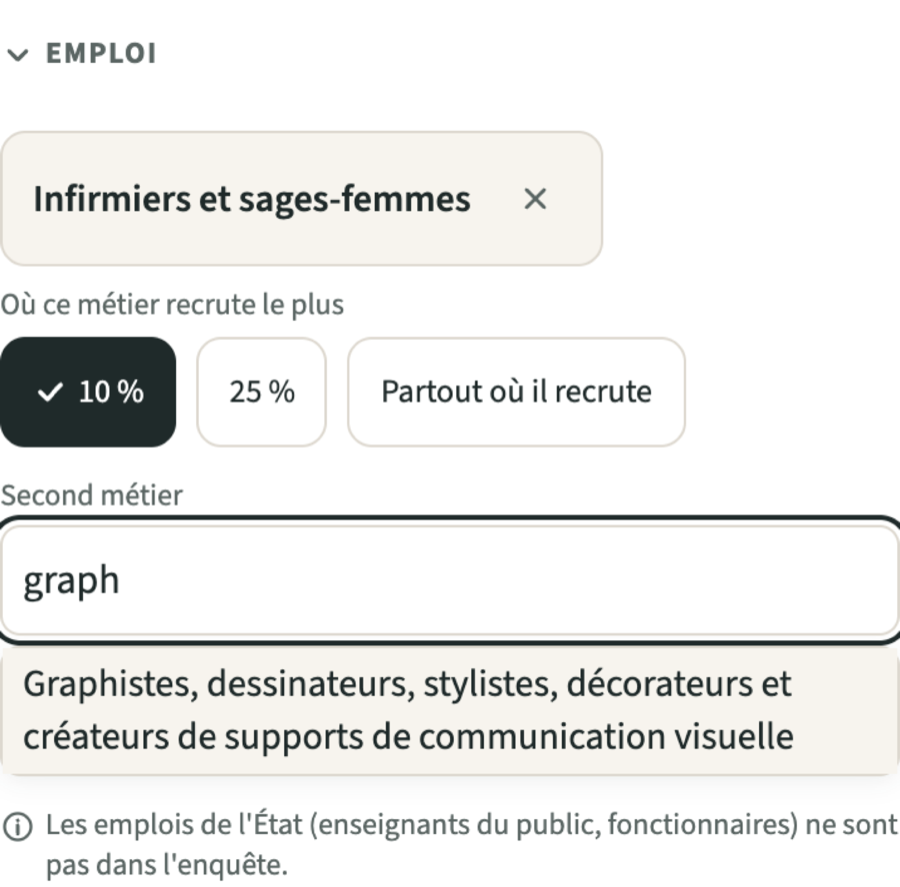 EMPLOI
Infirmiers et sages-femmes
Où ce métier recrute le plus
10 %
25 %
Partout où il recrute
Second métier
graph
Graphistes, dessinateurs, stylistes, décorateurs et
créateurs de supports de communication visuelle
Les emplois de l'État (enseignants du public, fonctionnaires) ne sont
pas dans l'enquête.